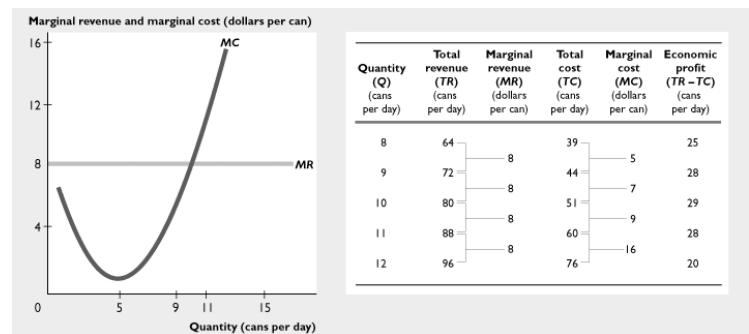 Marginal revenue and marginal cost (dollars per can)
16
MC
12
8
MR
4
0
5
9
11
15
Quantity (cans per day)
Total Marginal Total Marginal Economic
Quantity revenue revenue cost cost profit
(Q) (TR) (MR) (TC) (MC) (TR – TC)
(cans (cans (dollars (cans (dollars (cans
per day) per day) per can) per day) per can) per day)
8 64 39 25
8 5
9 72 44 28
8 7
10 80 51 29
8 9
11 88 60 28
8 16
12 96 76 20